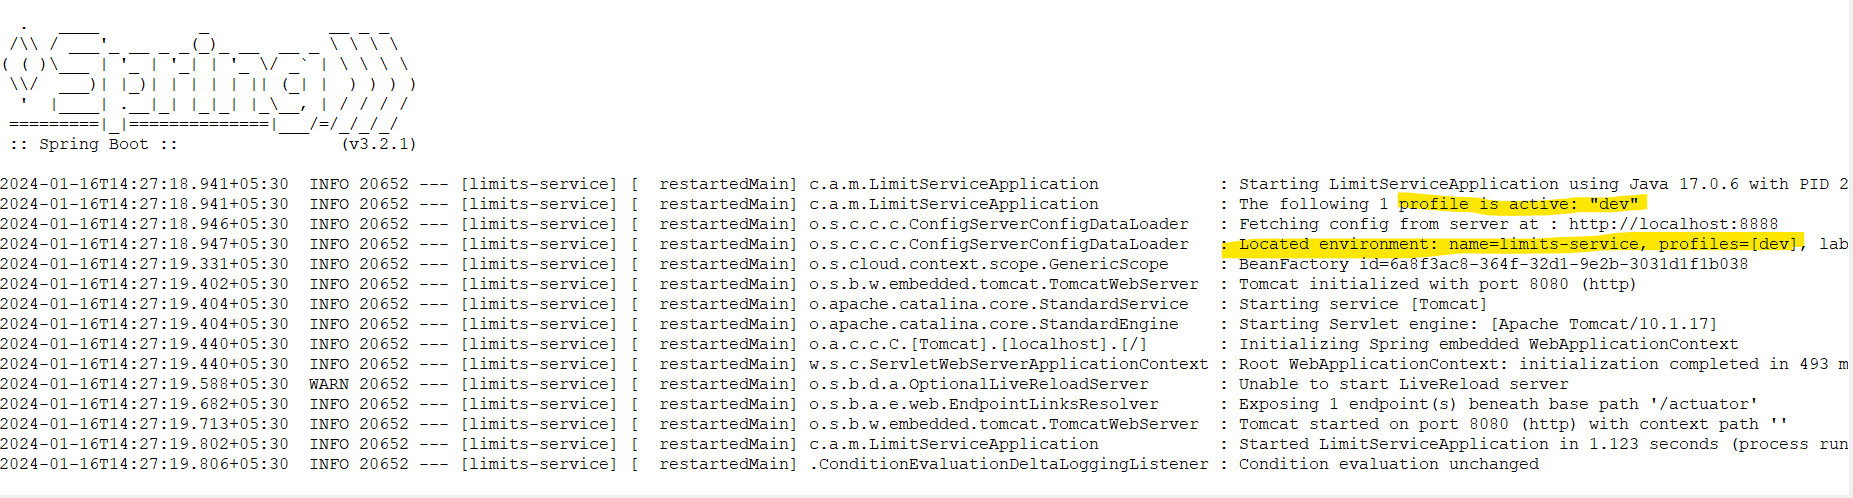 :: Spring Boot ::                (v3.2.1)
2024-01-16T14:27:18.941+05:30  INFO 20652 --- [limits-service] [  restartedMain] c.a.m.LimitServiceApplication            : Starting LimitServiceApplication using Java 17.0.6 with PID 2
2024-01-16T14:27:18.941+05:30  INFO 20652 --- [limits-service] [  restartedMain] c.a.m.LimitServiceApplication            : The following 1 profile is active: "dev"
2024-01-16T14:27:18.946+05:30  INFO 20652 --- [limits-service] [  restartedMain] o.s.c.c.c.ConfigServerConfigDataLoader   : Fetching config from server at : http://localhost:8888
2024-01-16T14:27:18.947+05:30  INFO 20652 --- [limits-service] [  restartedMain] o.s.c.c.c.ConfigServerConfigDataLoader   : Located environment: name=limits-service, profiles=[dev], lab
2024-01-16T14:27:19.331+05:30  INFO 20652 --- [limits-service] [  restartedMain] o.s.cloud.context.scope.GenericScope     : BeanFactory id=6a8f3ac8-364f-32d1-9e2b-3031d1f1b038
2024-01-16T14:27:19.402+05:30  INFO 20652 --- [limits-service] [  restartedMain] o.s.b.w.embedded.tomcat.TomcatWebServer  : Tomcat initialized with port 8080 (http)
2024-01-16T14:27:19.404+05:30  INFO 20652 --- [limits-service] [  restartedMain] o.apache.catalina.core.StandardService   : Starting service [Tomcat]
2024-01-16T14:27:19.404+05:30  INFO 20652 --- [limits-service] [  restartedMain] o.apache.catalina.core.StandardEngine    : Starting Servlet engine: [Apache Tomcat/10.1.17]
2024-01-16T14:27:19.440+05:30  INFO 20652 --- [limits-service] [  restartedMain] o.a.c.c.C.[Tomcat].[localhost].[/]       : Initializing Spring embedded WebApplicationContext
2024-01-16T14:27:19.440+05:30  INFO 20652 --- [limits-service] [  restartedMain] w.s.c.ServletWebServerApplicationContext : Root WebApplicationContext: initialization completed in 493 m
2024-01-16T14:27:19.588+05:30  WARN 20652 --- [limits-service] [  restartedMain] o.s.b.d.a.OptionalLiveReloadServer       : Unable to start LiveReload server
2024-01-16T14:27:19.682+05:30  INFO 20652 --- [limits-service] [  restartedMain] o.s.b.a.e.web.EndpointLinksResolver      : Exposing 1 endpoint(s) beneath base path '/actuator'
2024-01-16T14:27:19.713+05:30  INFO 20652 --- [limits-service] [  restartedMain] o.s.b.w.embedded.tomcat.TomcatWebServer  : Tomcat started on port 8080 (http) with context path ''
2024-01-16T14:27:19.802+05:30  INFO 20652 --- [limits-service] [  restartedMain] c.a.m.LimitServiceApplication            : Started LimitServiceApplication in 1.123 seconds (process run
2024-01-16T14:27:19.806+05:30  INFO 20652 --- [limits-service] [  restartedMain] .ConditionEvaluationDeltaLoggingListener : Condition evaluation unchanged